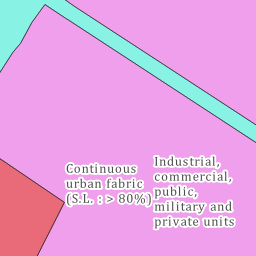 Continuous
urban fabric
(S.L. : > 80%)
Industrial,
commercial,
public,
military and
private units